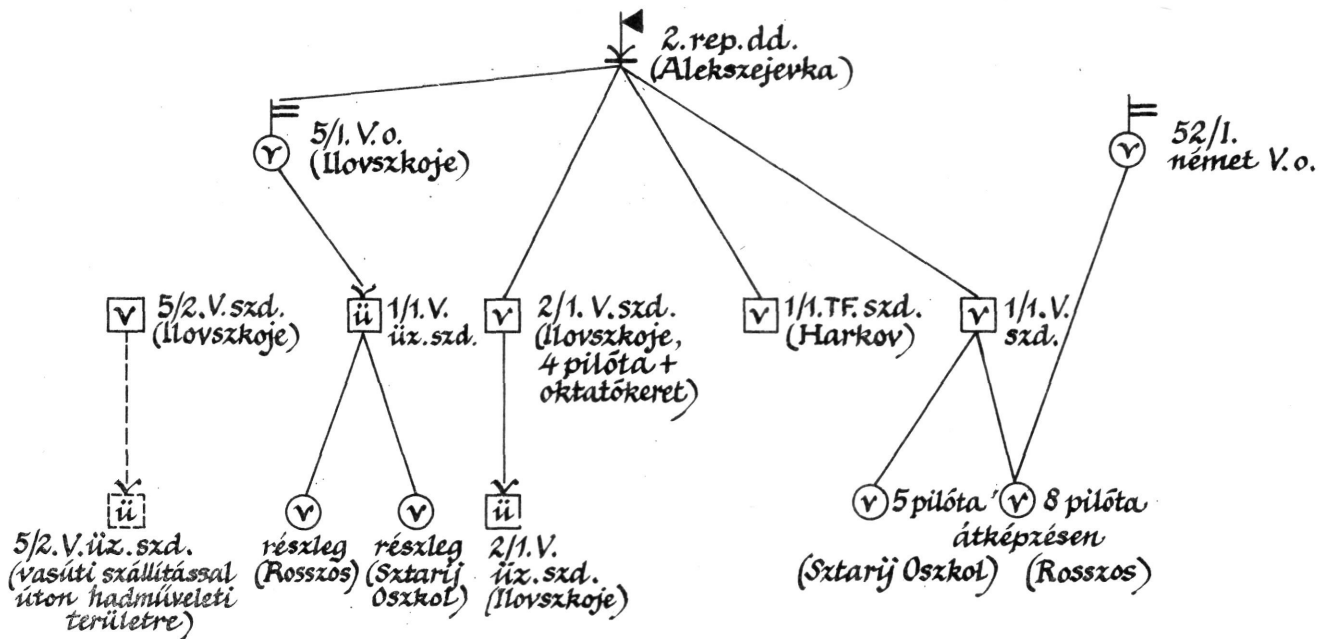 2. rep. dd.
(Alekszejevka)
5/1. V. o.
(Ilovszkoje)
V
52/I.
német V. o.
V
V
5/2. V. szd.
(Ilovszkoje)
ü
1/1. V.
üz. szd.
V
2/1. V. szd.
(Ilovszkoje,
4 pilóta +
oktatókeret)
V
1/1. TF. szd.
(Harkov)
V
1/1. V.
szd.
ü
5/2. V. üz. szd.
(vasúti szállítással
úton hadműveleti
területre)
V
részleg
(Rosszos)
V
részleg
(Sztarij
Oszkol)
ü
2/1. V.
üz. szd.
(Ilovszkoje)
V
5 pilóta
V
8 pilóta
átképzésen
(Sztarij Oszkol)
(Rosszos)